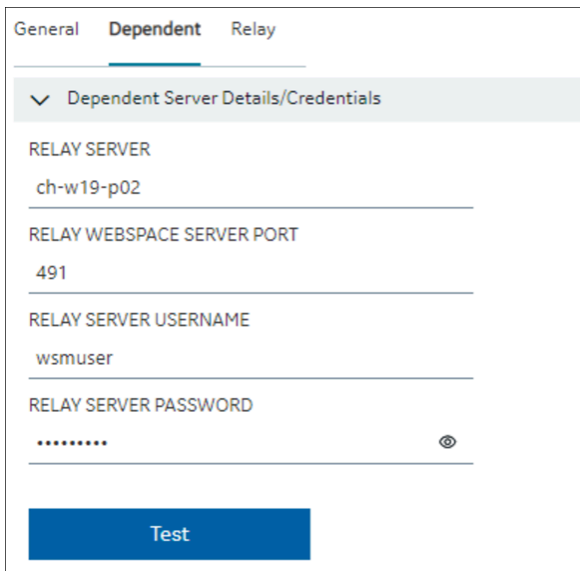 General Dependent Relay
Dependent Server Details/Credentials
RELAY SERVER
ch-w19-p02
RELAY WEBSPACE SERVER PORT
491
RELAY SERVER USERNAME
wsmuser
RELAY SERVER PASSWORD
•••••••••
Test